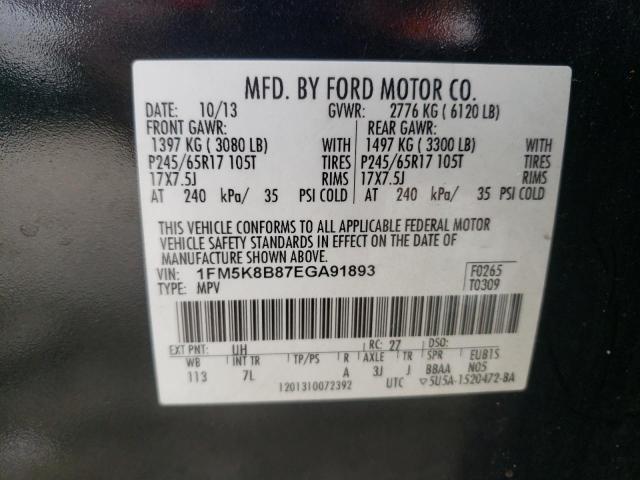 MFD. BY FORD MOTOR CO.
DATE: 10/13 GVWR: 2776 KG ( 6120 LB)
FRONT GAWR: REAR GAWR:
1397 KG ( 3080 LB) WITH 1497 KG ( 3300 LB) WITH
P245/65R17 105T TIRES P245/65R17 105T TIRES
17X7.5J RIMS 17X7.5J RIMS
AT 240 kPa/ 35 PSI COLD AT 240 kPa/ 35 PSI COLD
THIS VEHICLE CONFORMS TO ALL APPLICABLE FEDERAL MOTOR
VEHICLE SAFETY STANDARDS IN EFFECT ON THE DATE OF
MANUFACTURE SHOWN ABOVE.
VIN: 1FM5K8B87EGA91893 F0265
TYPE: MPV T0309
EXT PNT: UH RC: 27 DSO:
WB INT TR TP/PS R AXLE TR SPR EUB1S
113 7L A 3J J BBAA N05
1201310072392 UTC ▽5U5A-1520472-BA